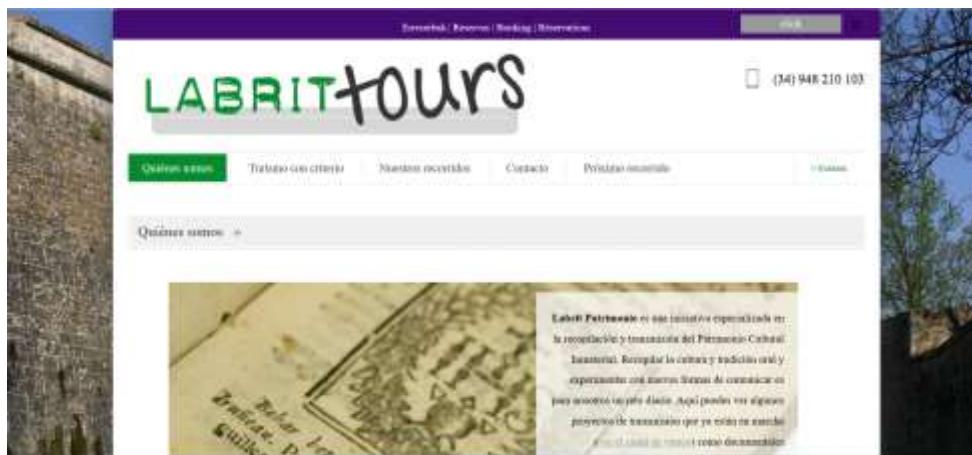 Erreserbak | Reservas | Booking | Réservations
click
LABRIT tours
(34) 948 210 103
Quiénes somos
Turismo con criterio
Nuestros recorridos
Contacto
Próximo recorrido
Quiénes somos »
Labrit Patrimonio es una iniciativa especializada en
la recopilación y transmisión del Patrimonio Cultural
Inmaterial. Recopilar la cultura y tradición oral y
experimentar con nuevas formas de comunicar es
para nosotros un reto diario. Aquí puedes ver algunos
proyectos de transmisión que ya están en marcha
como documentales